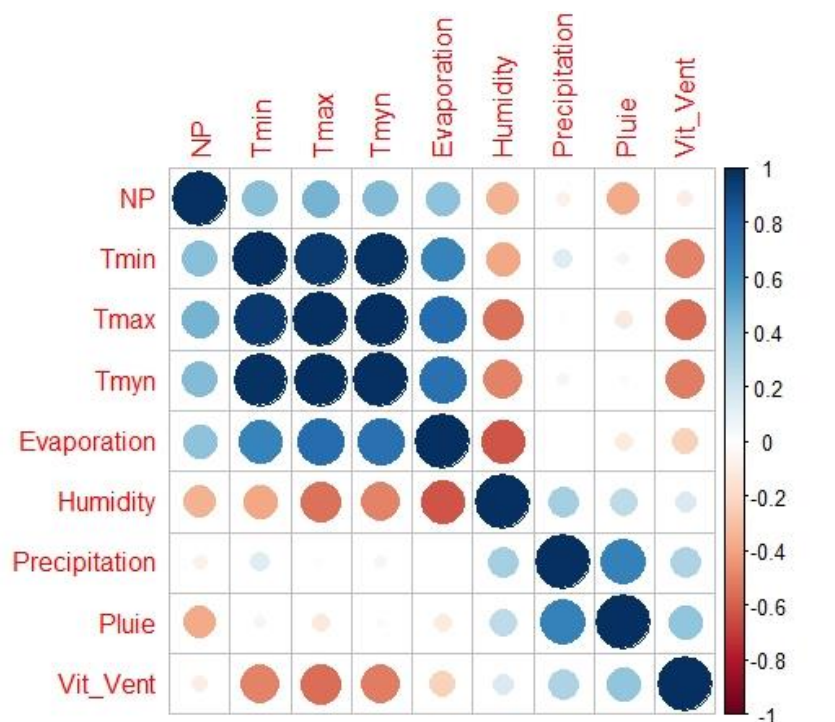 NP
Tmin
Tmax
Tmyn
Evaporation
Humidity
Precipitation
Pluie
Vit_Vent
NP
Tmin
Tmax
Tmyn
Evaporation
Humidity
Precipitation
Pluie
Vit_Vent
1
0.8
0.6
0.4
0.2
0
-0.2
-0.4
-0.6
-0.8
-1